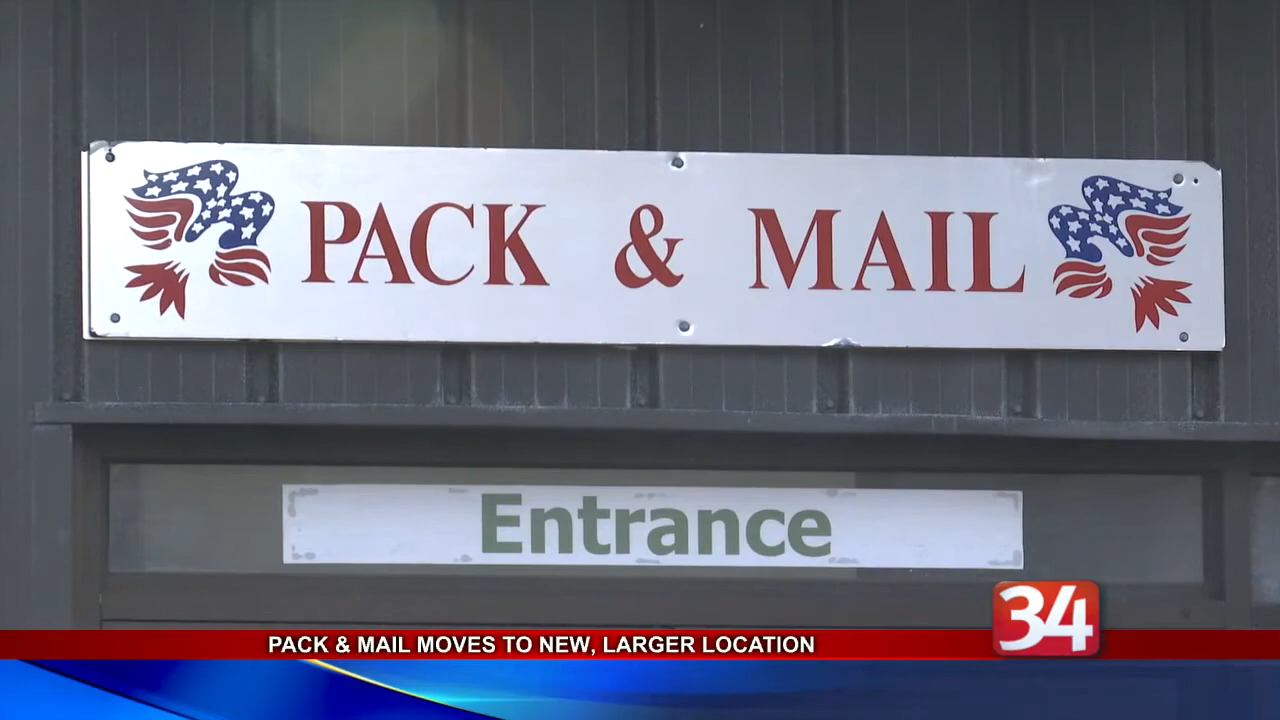 PACK & MAIL
Entrance
34
PACK & MAIL MOVES TO NEW, LARGER LOCATION